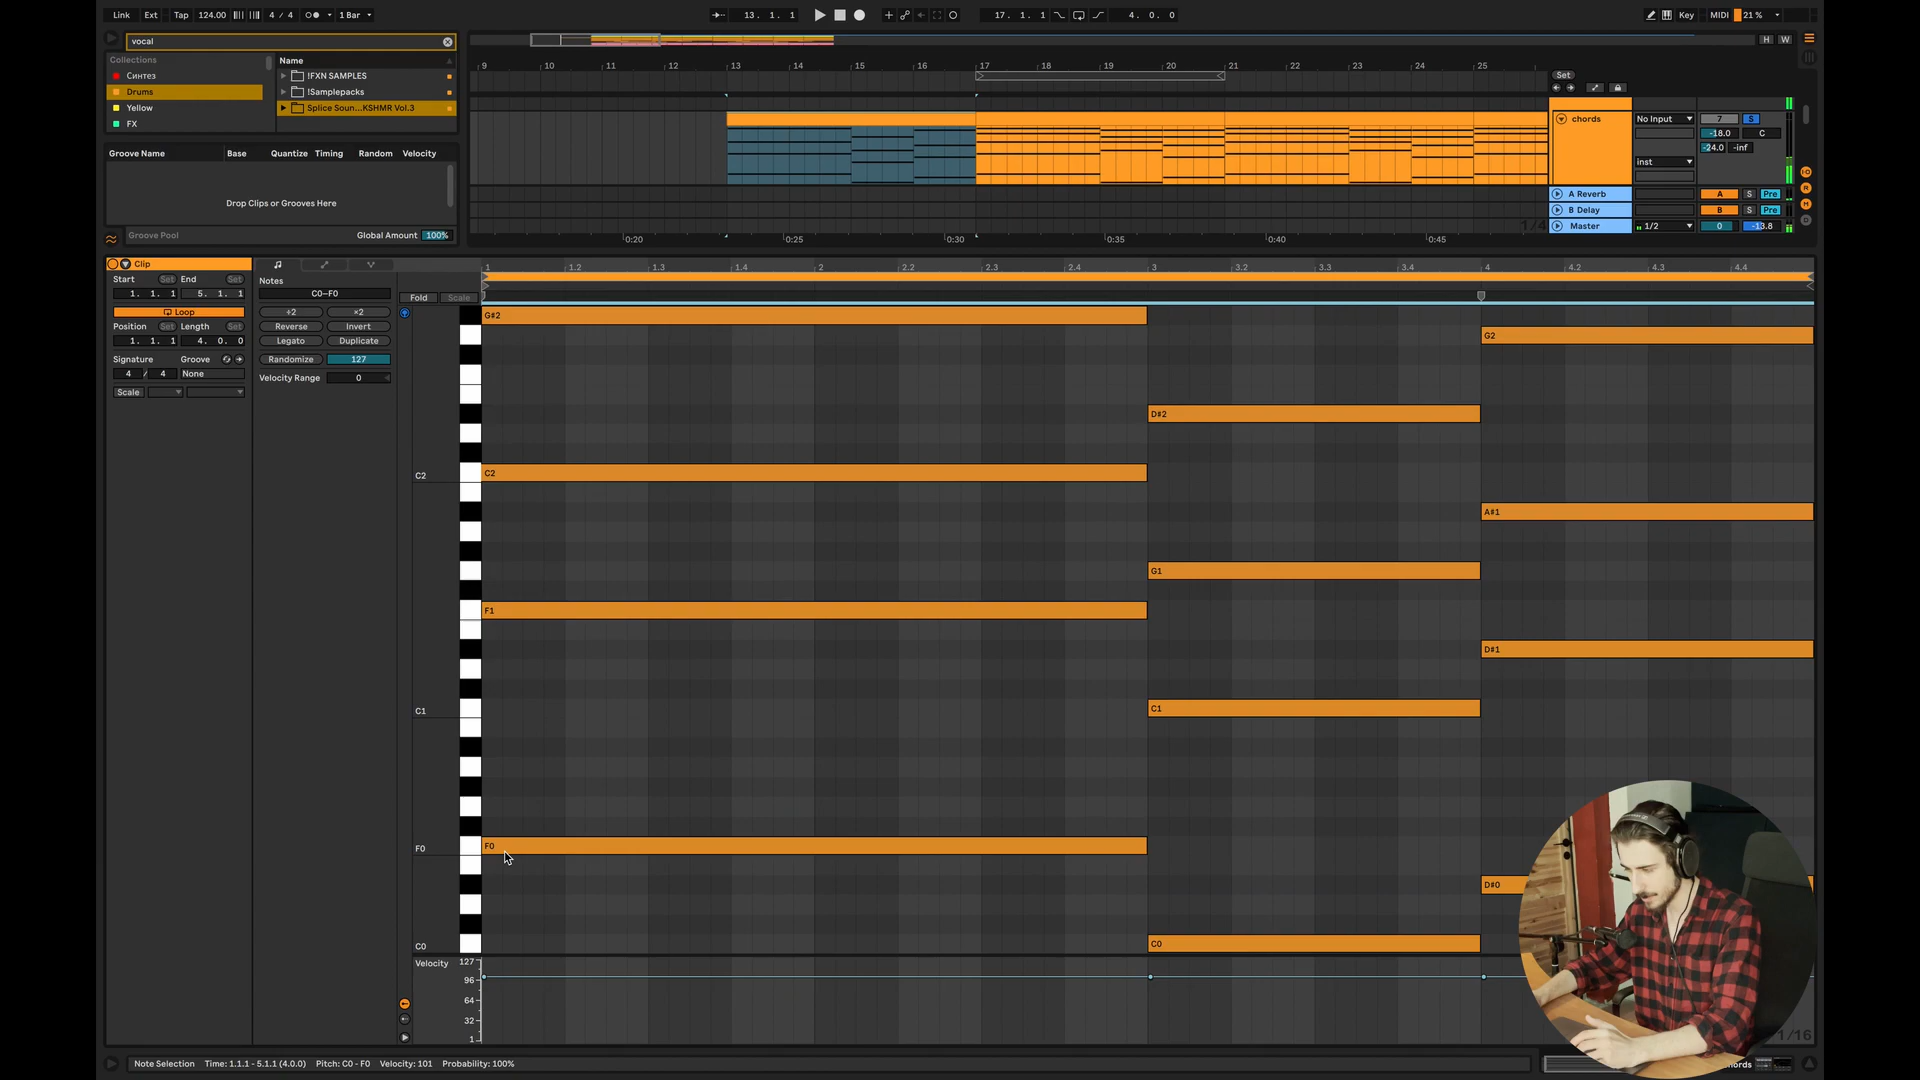 Link Ext Tap 124.00 4 / 4 1 Bar 13. 1. 1 17. 1. 1 4. 0. 0 Key MIDI 21 %
vocal
H W
Collections Name
Синтез !FXN SAMPLES
Drums !Samplepacks
Yellow Splice Soun...KSHMR Vol.3
FX
9 10 11 12 13 14 15 16 17 18 19 20 21 22 23 24 25
Set
chords No Input 7 S
-18.0 C
-24.0 -inf
inst
Groove Name Base Quantize Timing Random Velocity
Drop Clips or Grooves Here
A Reverb A S Pre
B Delay B S Pre
Master 1/2 0 -13.8
1/4
Groove Pool Global Amount 100%
0:20 0:25 0:30 0:35 0:40 0:45
Clip
Start Set End Set
1. 1. 1 5. 1. 1
Loop
Position Set Length Set
1. 1. 1 4. 0. 0
Signature Groove
4 / 4 None
Scale
Notes
C0–F0
÷2 ×2
Reverse Invert
Legato Duplicate
Randomize 127
Velocity Range 0
Fold Scale
1 1.2 1.3 1.4 2 2.2 2.3 2.4 3 3.2 3.3 3.4 4 4.2 4.3 4.4
G#2
G2
D#2
C2 C2
A#1
G1
F1
D#1
C1 C1
F0 F0
D#0
C0 C0
Velocity 127
96
64
32
1
1/16
Note Selection Time: 1.1.1 - 5.1.1 (4.0.0) Pitch: C0 - F0 Velocity: 101 Probability: 100%